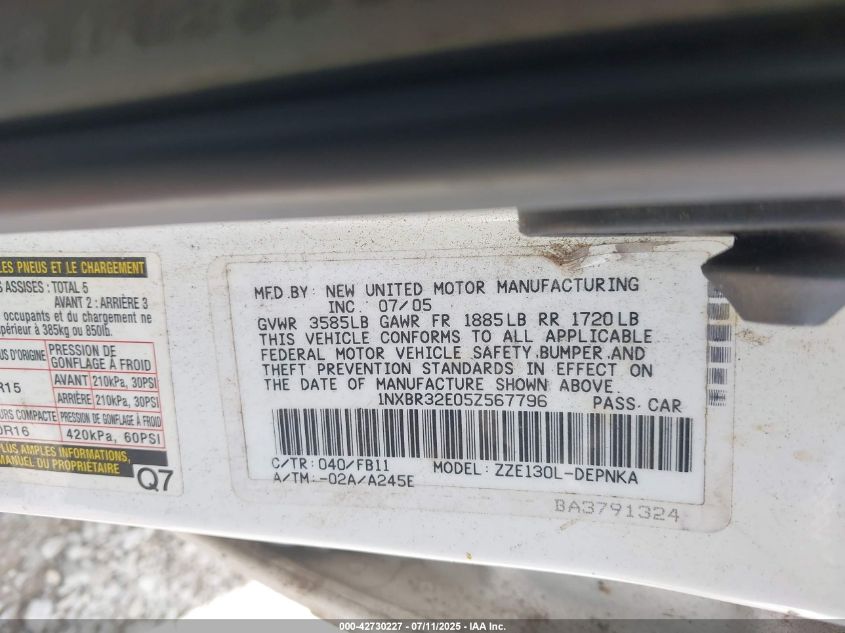 LES PNEUS ET LE CHARGEMENT
ASSISES : TOTAL 5
AVANT 2 : ARRIÈRE 3
occupants et du chargement ne
supérieur à 385kg ou 850lb.
D'ORIGINE PRESSION DE GONFLAGE À FROID
R15 AVANT 210kPa, 30PSI
ARRIÈRE 210kPa, 30PSI
COMPACTE PRESSION DE GONFLAGE À FROID
R16 420kPa, 60PSI
PLUS AMPLES INFORMATIONS,
MANUEL DU PROPRIÉTAIRE
Q7
MFD.BY: NEW UNITED MOTOR MANUFACTURING
INC. 07/05
GVWR 3585LB GAWR FR 1885LB RR 1720LB
THIS VEHICLE CONFORMS TO ALL APPLICABLE
FEDERAL MOTOR VEHICLE SAFETY,BUMPER,AND
THEFT PREVENTION STANDARDS IN EFFECT ON
THE DATE OF MANUFACTURE SHOWN ABOVE.
1NXBR32E05Z567796 PASS.CAR
C/TR: 040/FB11 MODEL: ZZE130L-DEPNKA
A/TM: -02A/A245E
BA3791324
000-42730227 - 07/11/2025 - IAA Inc.